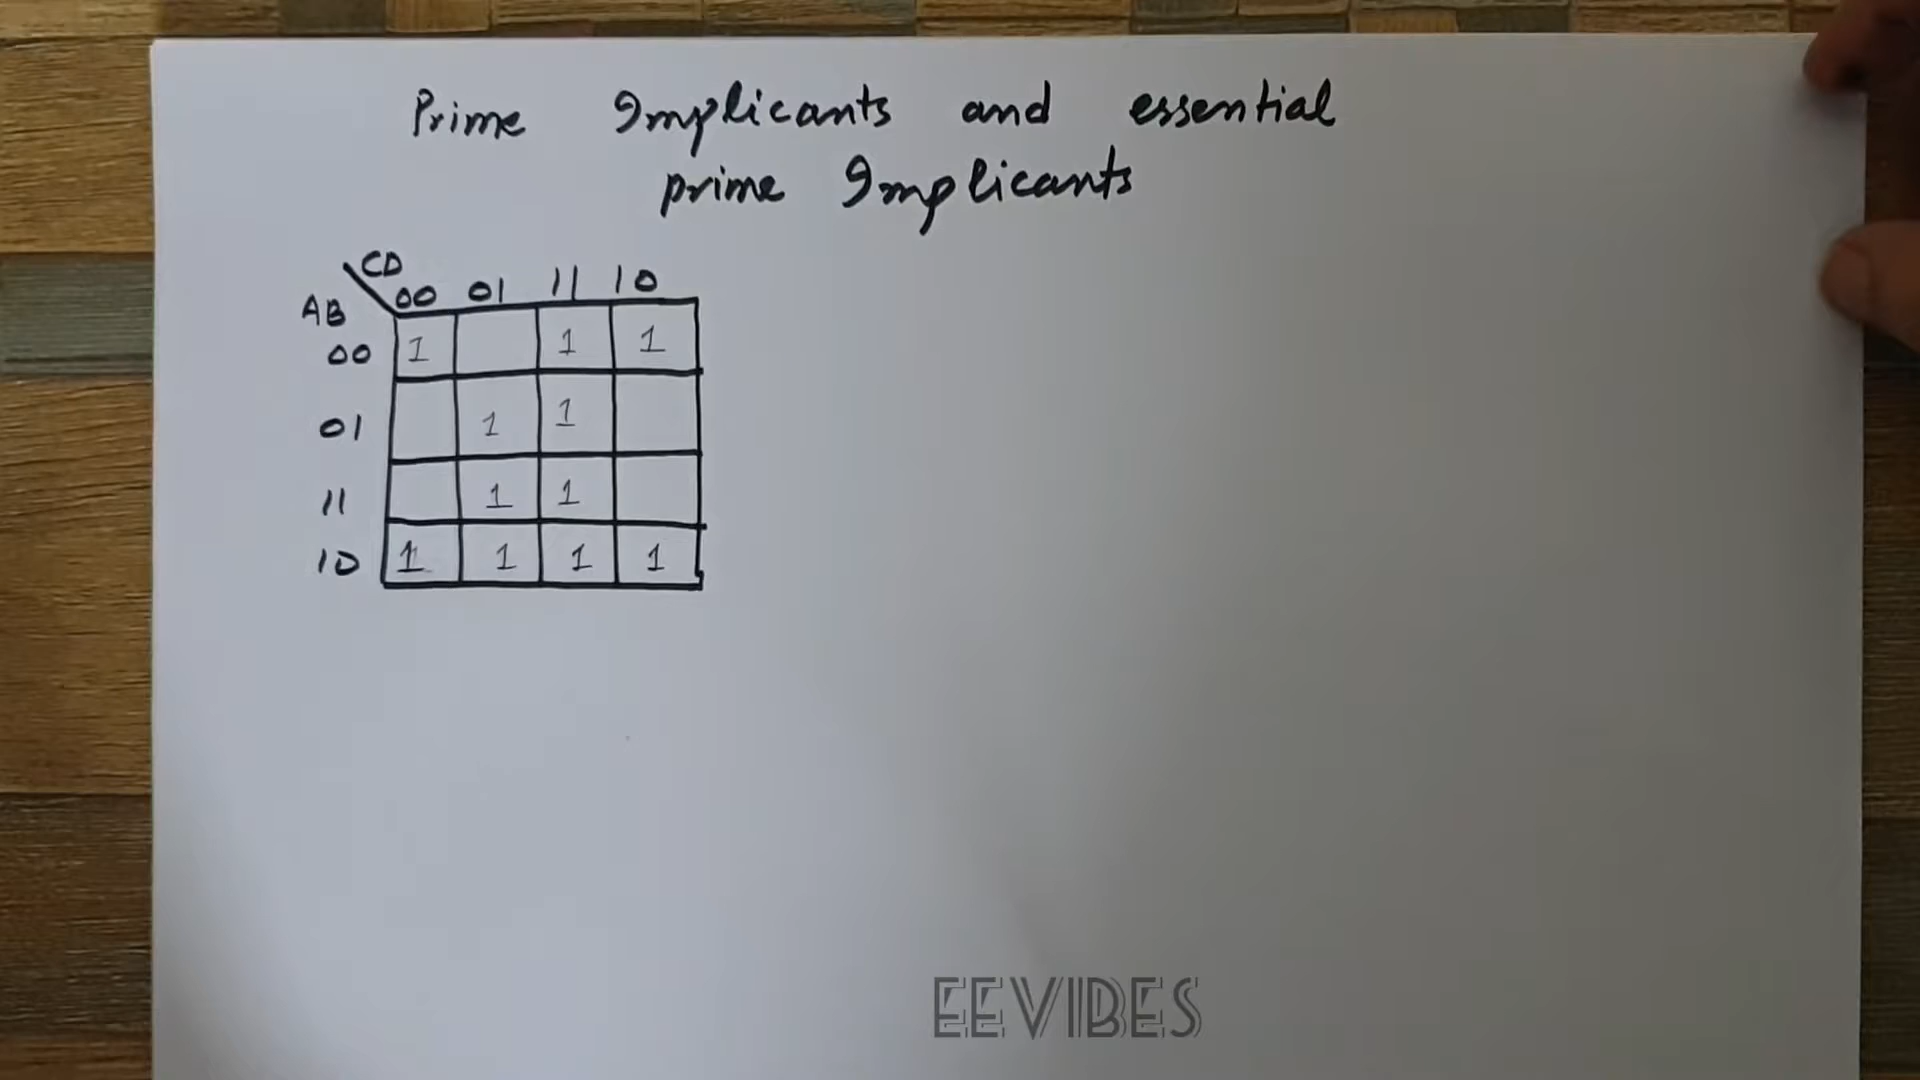 Prime Implicants and essential
prime Implicants
CD
00 01 11 10
AB
00 1 1 1
01 1 1
11 1 1
10 1 1 1 1
EEVIBES